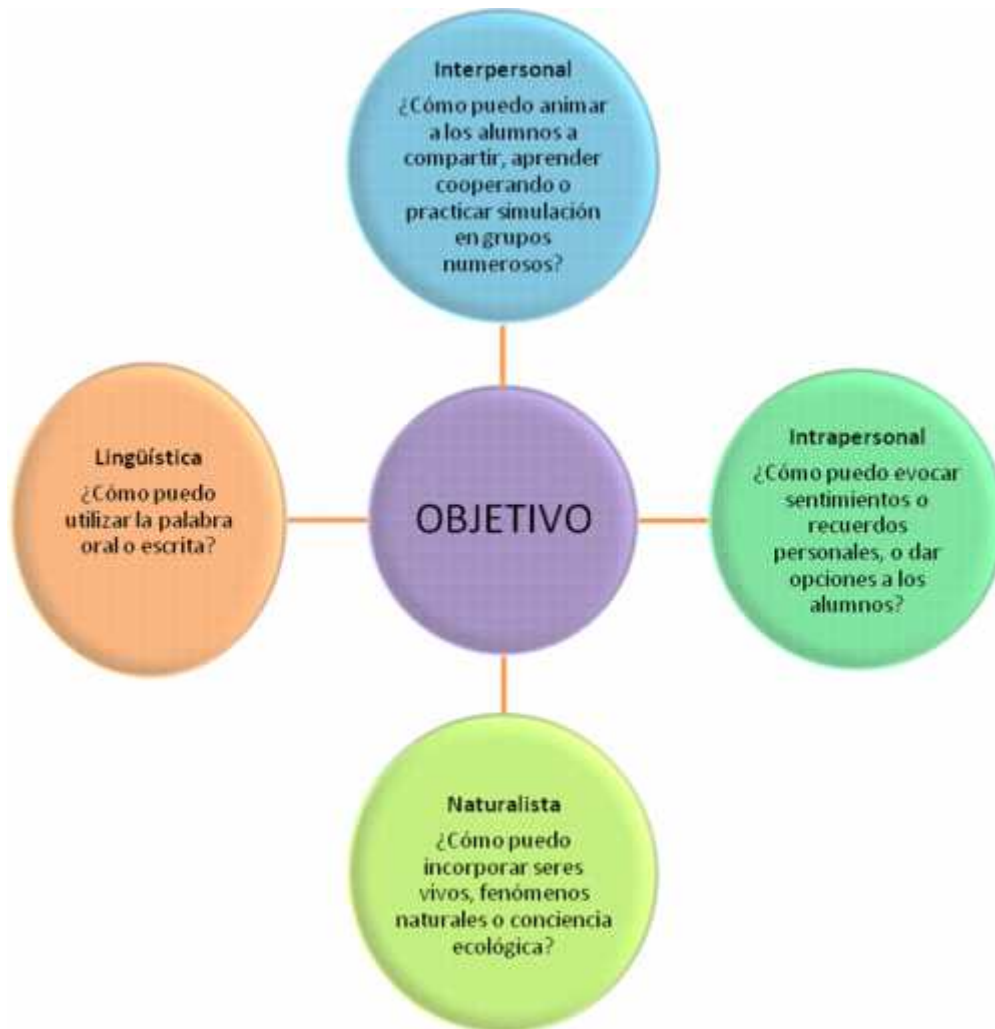 Interpersonal
¿Cómo puedo animar
a los alumnos a
compartir, aprender
cooperando o
practicar simulación
en grupos
numerosos?
Lingüística
¿Cómo puedo
utilizar la palabra
oral o escrita?
OBJETIVO
Intrapersonal
¿Cómo puedo evocar
sentimientos o
recuerdos
personales, o dar
opciones a los
alumnos?
Naturalista
¿Cómo puedo
incorporar seres
vivos, fenómenos
naturales o conciencia
ecológica?